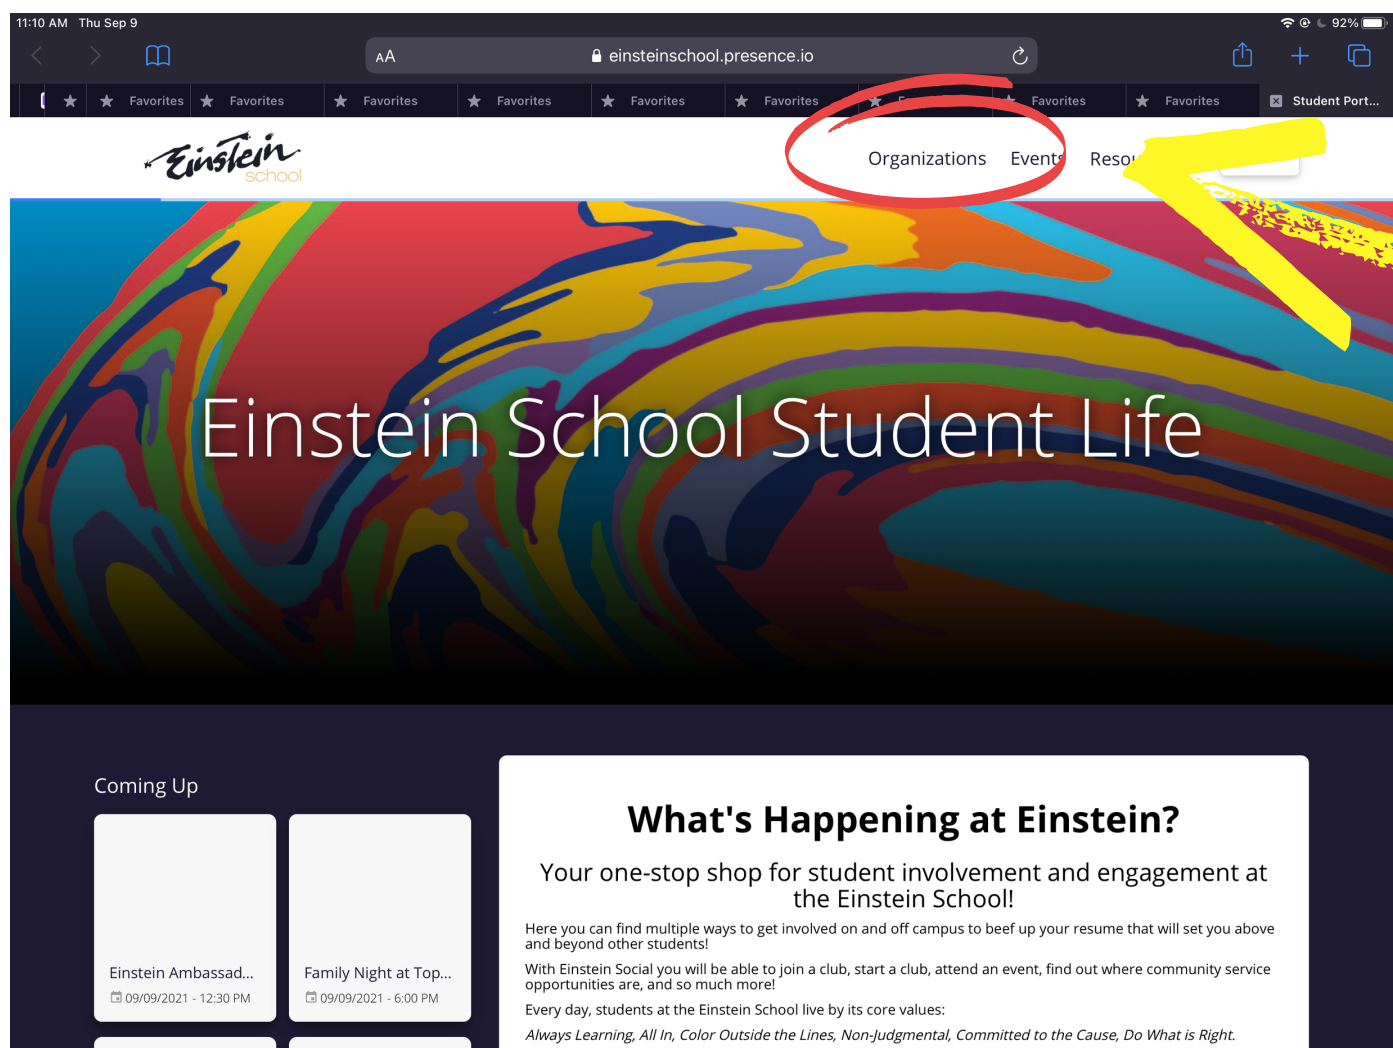 11:10 AM Thu Sep 9
92%
AA
einsteinschool.presence.io
Favorites Favorites Favorites Favorites Favorites Favorites Favorites Favorites Student Port...
Einstein
school
Organizations Events
Einstein School Student Life
Coming Up
Einstein Ambassad...
09/09/2021 - 12:30 PM
Family Night at Top...
09/09/2021 - 6:00 PM
What's Happening at Einstein?
Your one-stop shop for student involvement and engagement at
the Einstein School!
Here you can find multiple ways to get involved on and off campus to beef up your resume that will set you above
and beyond other students!
With Einstein Social you will be able to join a club, start a club, attend an event, find out where community service
opportunities are, and so much more!
Every day, students at the Einstein School live by its core values:
Always Learning, All In, Color Outside the Lines, Non-Judgmental, Committed to the Cause, Do What is Right.